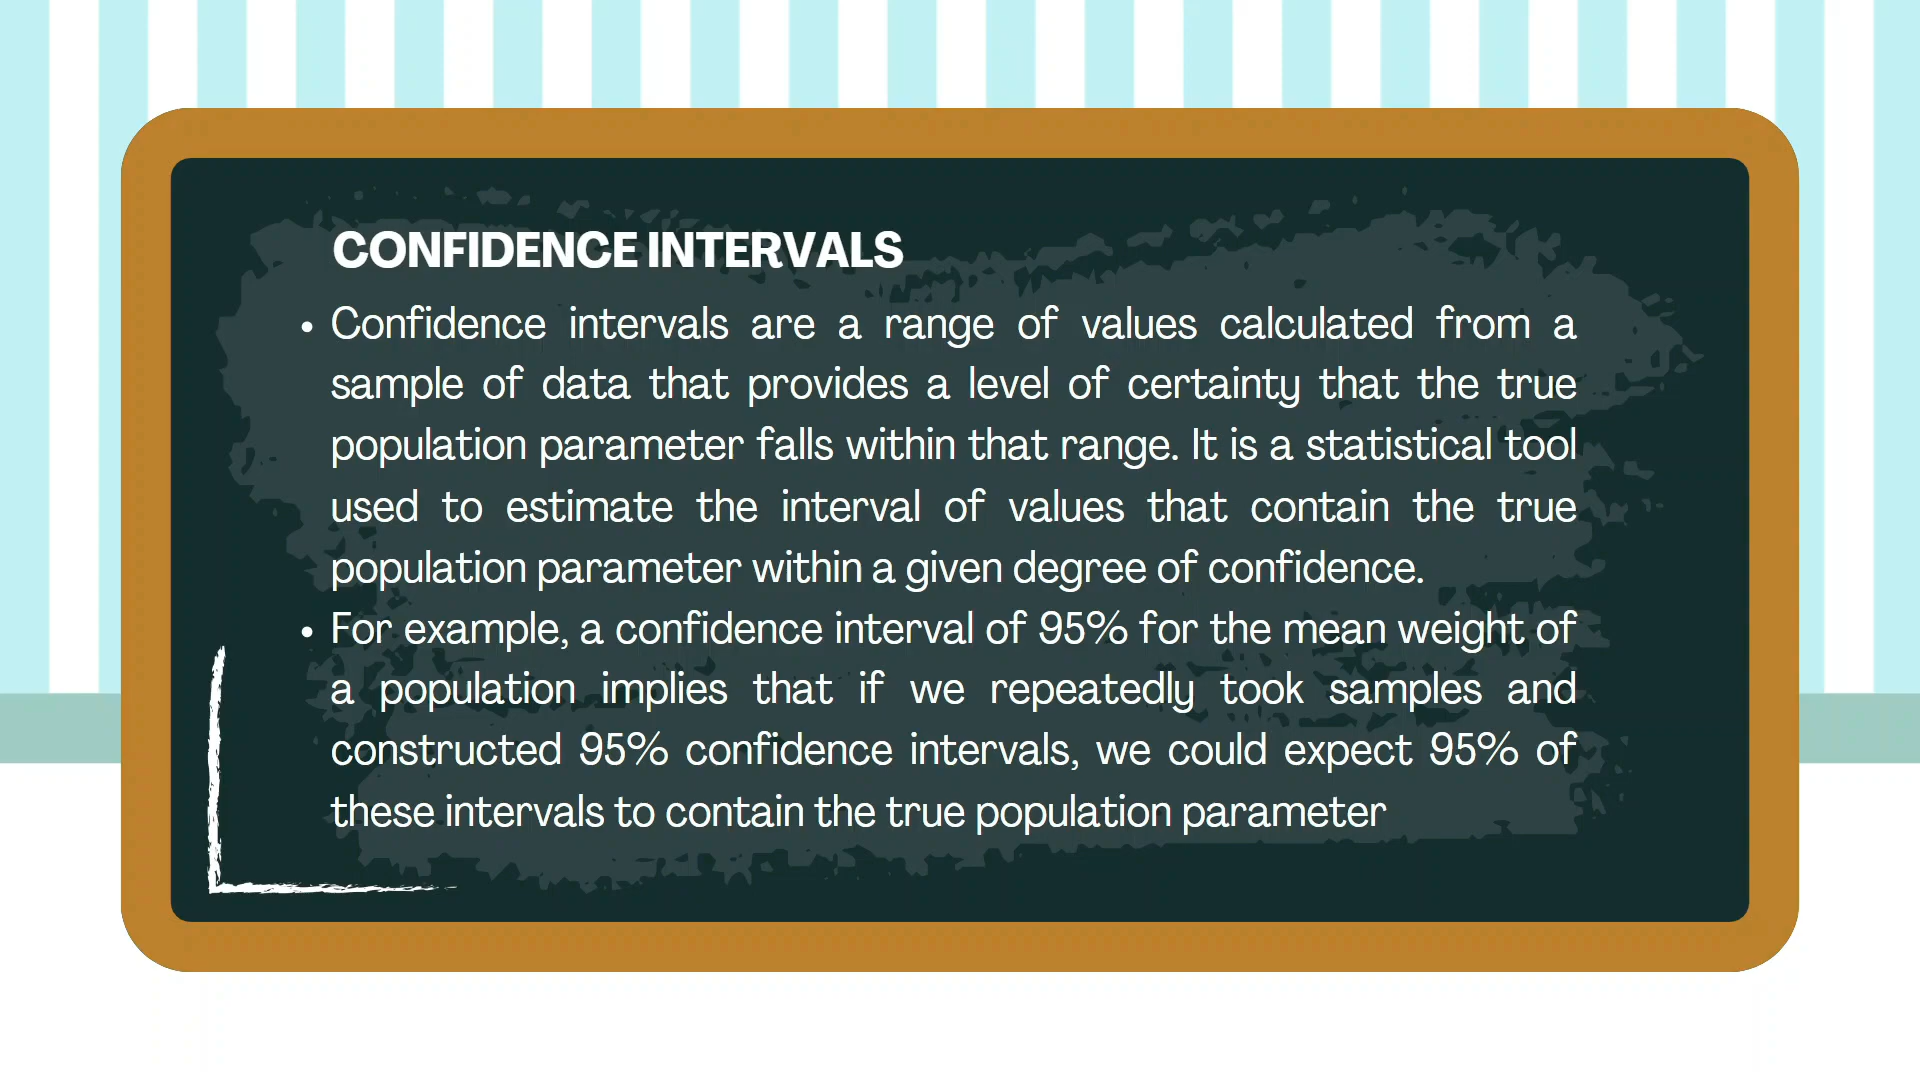 CONFIDENCE INTERVALS
• Confidence intervals are a range of values calculated from a
sample of data that provides a level of certainty that the true
population parameter falls within that range. It is a statistical tool
used to estimate the interval of values that contain the true
population parameter within a given degree of confidence.
• For example, a confidence interval of 95% for the mean weight of
a population implies that if we repeatedly took samples and
constructed 95% confidence intervals, we could expect 95% of
these intervals to contain the true population parameter